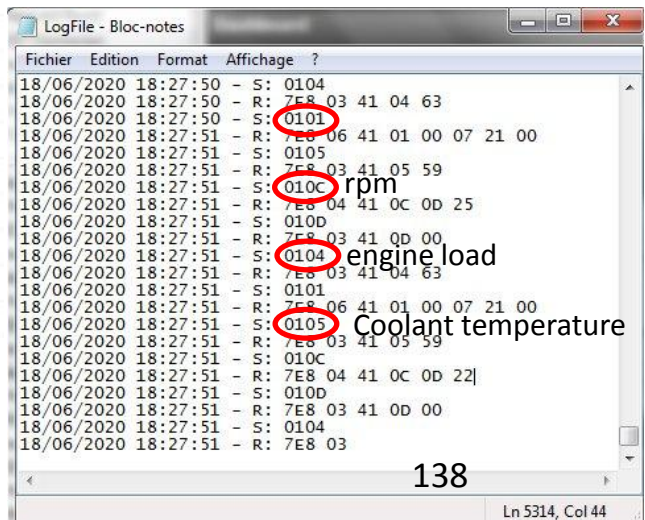 LogFile - Bloc-notes
Fichier Edition Format Affichage ?
18/06/2020 18:27:50 - S: 0104
18/06/2020 18:27:50 - R: 7E8 03 41 04 63
18/06/2020 18:27:50 - S: 0101
18/06/2020 18:27:51 - R: 7E8 06 41 01 00 07 21 00
18/06/2020 18:27:51 - S: 0105
18/06/2020 18:27:51 - R: 7E8 03 41 05 59
18/06/2020 18:27:51 - S: 010C rpm
18/06/2020 18:27:51 - R: 7E8 04 41 0C 0D 25
18/06/2020 18:27:51 - S: 010D
18/06/2020 18:27:51 - R: 7E8 03 41 0D 00
18/06/2020 18:27:51 - S: 0104 engine load
18/06/2020 18:27:51 - R: 7E8 03 41 04 63
18/06/2020 18:27:51 - S: 0101
18/06/2020 18:27:51 - R: 7E8 06 41 01 00 07 21 00
18/06/2020 18:27:51 - S: 0105 Coolant temperature
18/06/2020 18:27:51 - R: 7E8 03 41 05 59
18/06/2020 18:27:51 - S: 010C
18/06/2020 18:27:51 - R: 7E8 04 41 0C 0D 22
18/06/2020 18:27:51 - S: 010D
18/06/2020 18:27:51 - R: 7E8 03 41 0D 00
18/06/2020 18:27:51 - S: 0104
18/06/2020 18:27:51 - R: 7E8 03
138
Ln 5314, Col 44